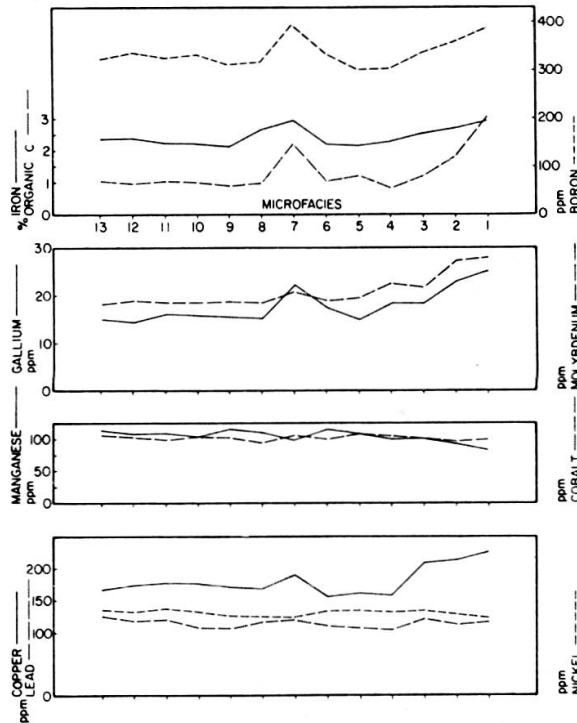 400
300
200
100
0
ppm
BORON
3
2
1
0
% IRON
ORGANIC C
MICROFACIES
13 12 11 10 9 8 7 6 5 4 3 2 1
30
20
10
0
GALLIUM
ppm
ppm
MOLYBDENUM
100
50
0
MANGANESE
ppm
ppm
COBALT
200
150
100
COPPER
LEAD
ppm
ppm
NICKEL